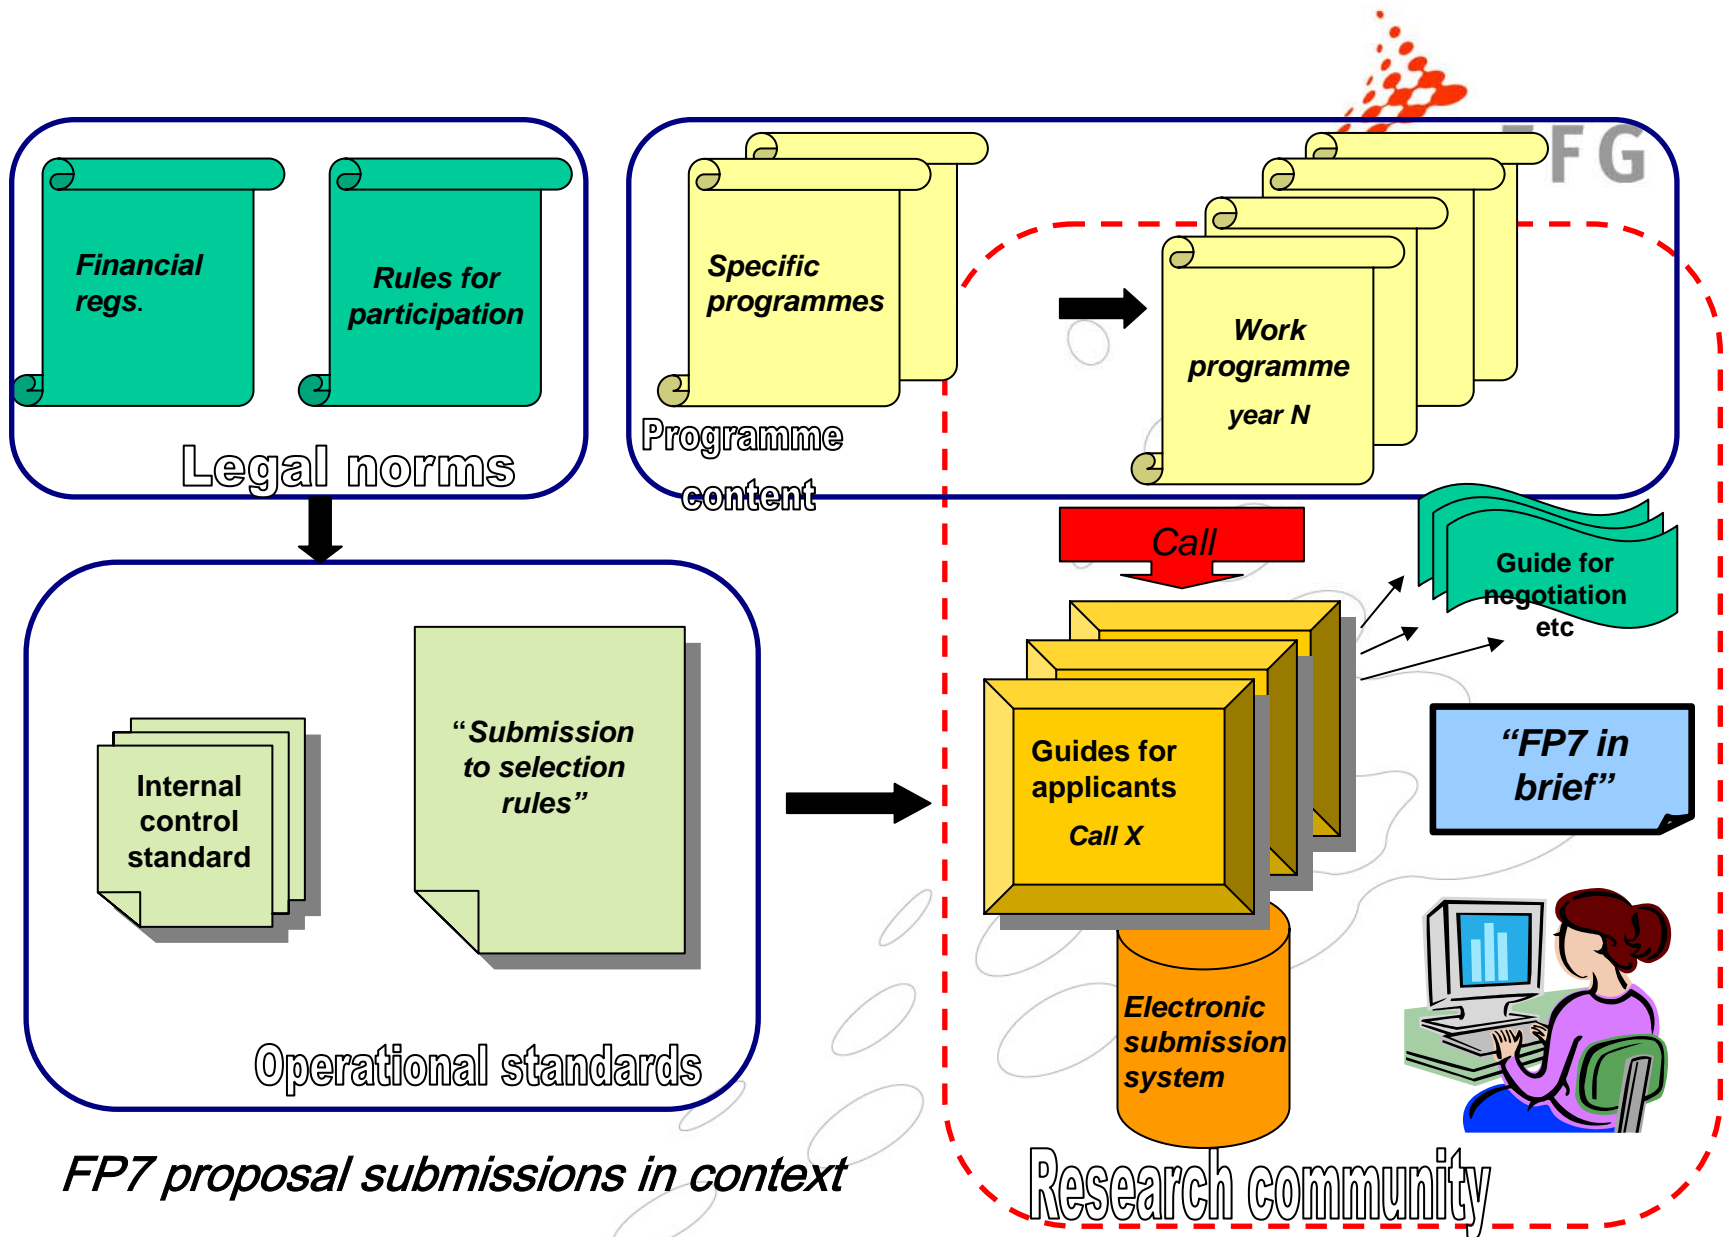 FFG
Financial
regs.
Rules for
participation
Legal norms
Specific
programmes
Programme
content
Work
programme
year N
Call
Guide for
negotiation
etc
Internal
control
standard
“Submission
to selection
rules”
Operational standards
Guides for
applicants
Call X
“FP7 in
brief”
Electronic
submission
system
Research community
FP7 proposal submissions in context